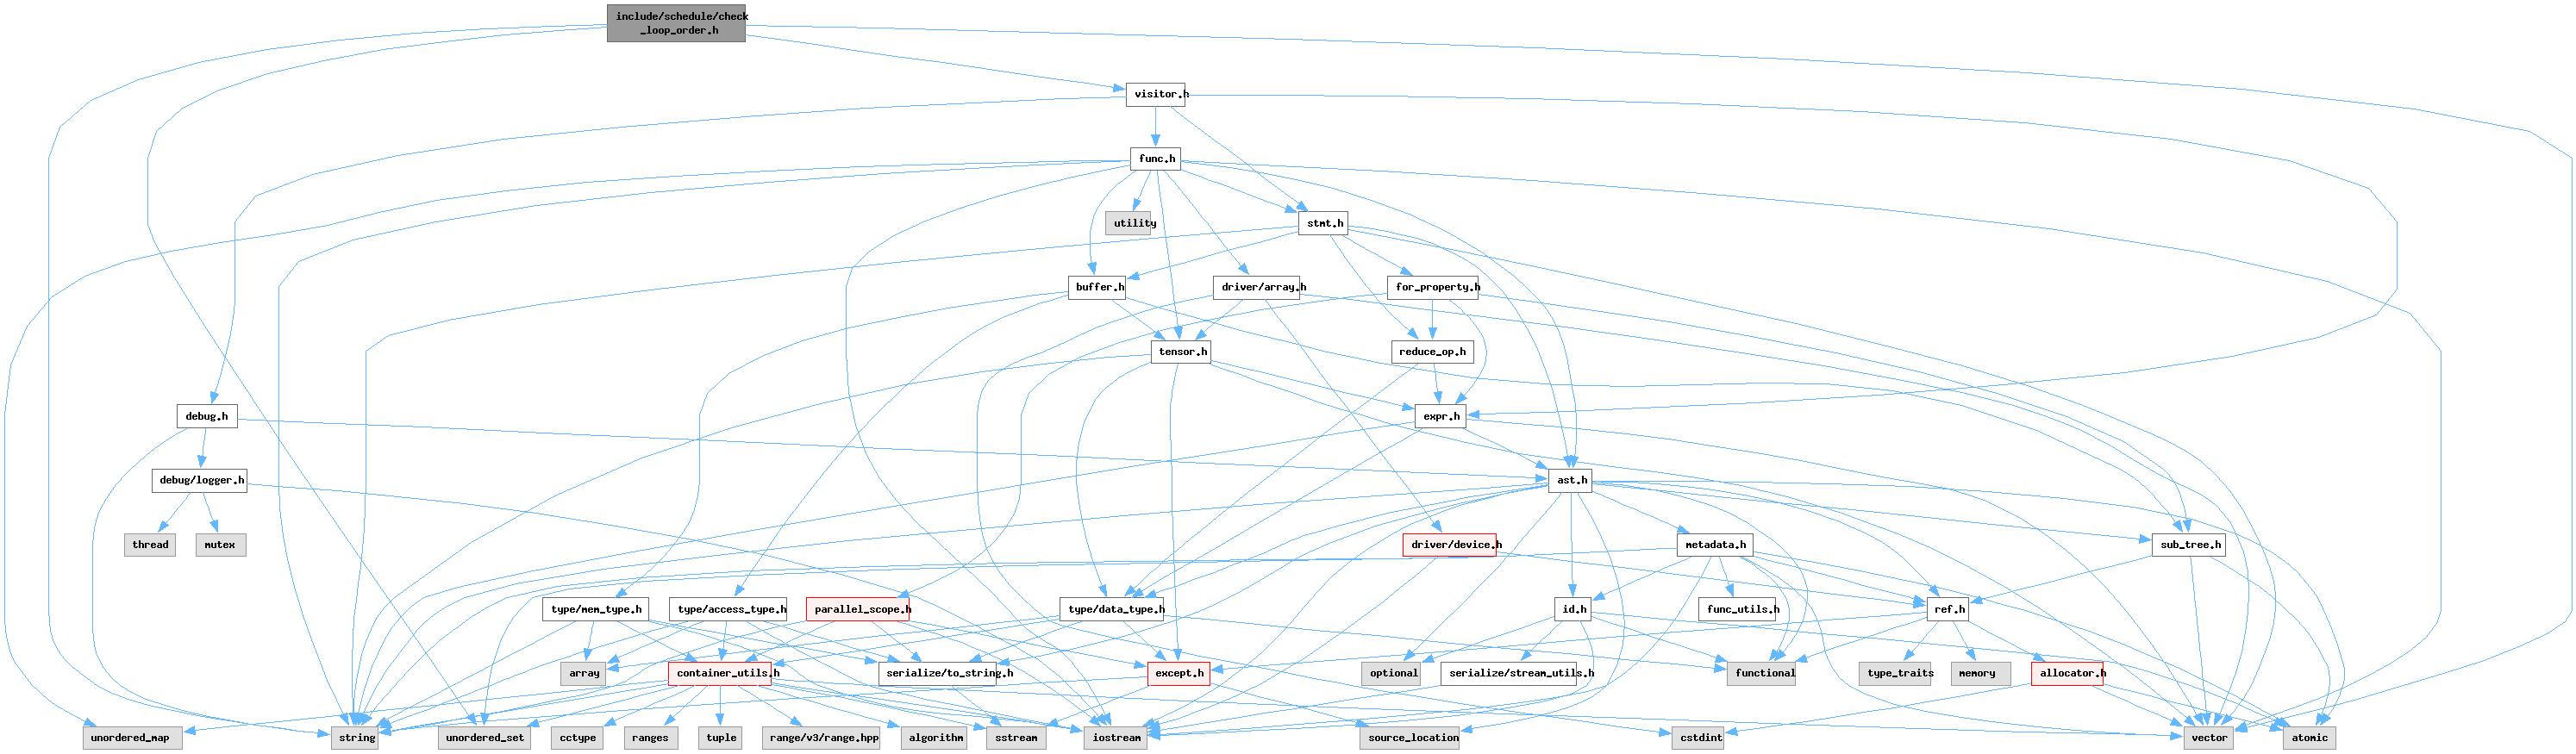 include/schedule/check
_loop_order.h
visitor.h
func.h
utility
stmt.h
buffer.h
driver/array.h
for_property.h
tensor.h
reduce_op.h
debug.h
expr.h
debug/logger.h
ast.h
thread
mutex
driver/device.h
metadata.h
sub_tree.h
type/mem_type.h
type/access_type.h
parallel_scope.h
type/data_type.h
id.h
func_utils.h
ref.h
array
container_utils.h
serialize/to_string.h
except.h
optional
serialize/stream_utils.h
functional
type_traits
memory
allocator.h
unordered_map
string
unordered_set
cctype
ranges
tuple
range/v3/range.hpp
algorithm
sstream
iostream
source_location
cstdint
vector
atomic